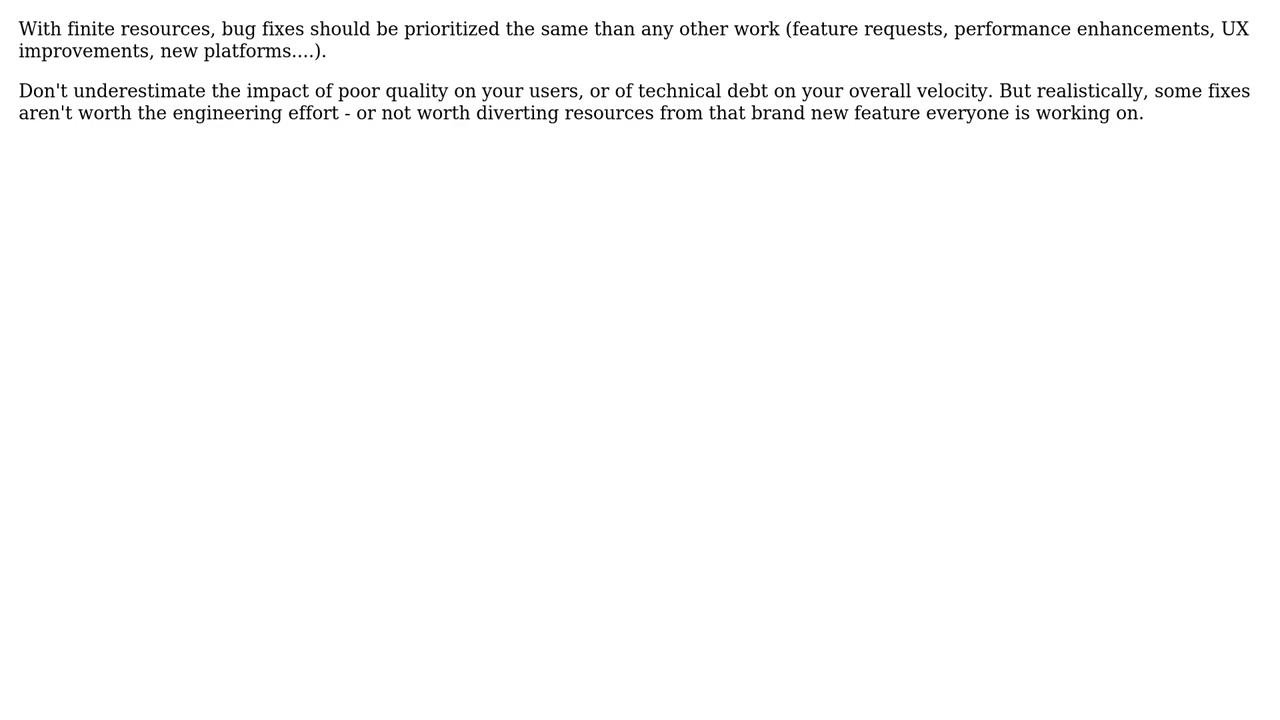 With finite resources, bug fixes should be prioritized the same than any other work (feature requests, performance enhancements, UX
improvements, new platforms....).
Don't underestimate the impact of poor quality on your users, or of technical debt on your overall velocity. But realistically, some fixes
aren't worth the engineering effort - or not worth diverting resources from that brand new feature everyone is working on.